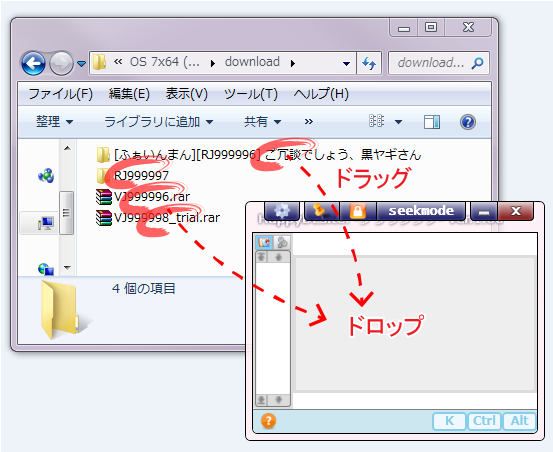 OS 7x64 (... download
download...
ファイル(F) 編集(E) 表示(V) ツール(T) ヘルプ(H)
整理 ライブラリに追加 共有 »
[ふぁいんまん][RJ999996] ご冗談でしょう、黒ヤギさん
RJ999997
ドラッグ
VJ999996.rar
VJ999998_trial.rar
seekmode
4 個の項目
ドロップ
K Ctrl Alt